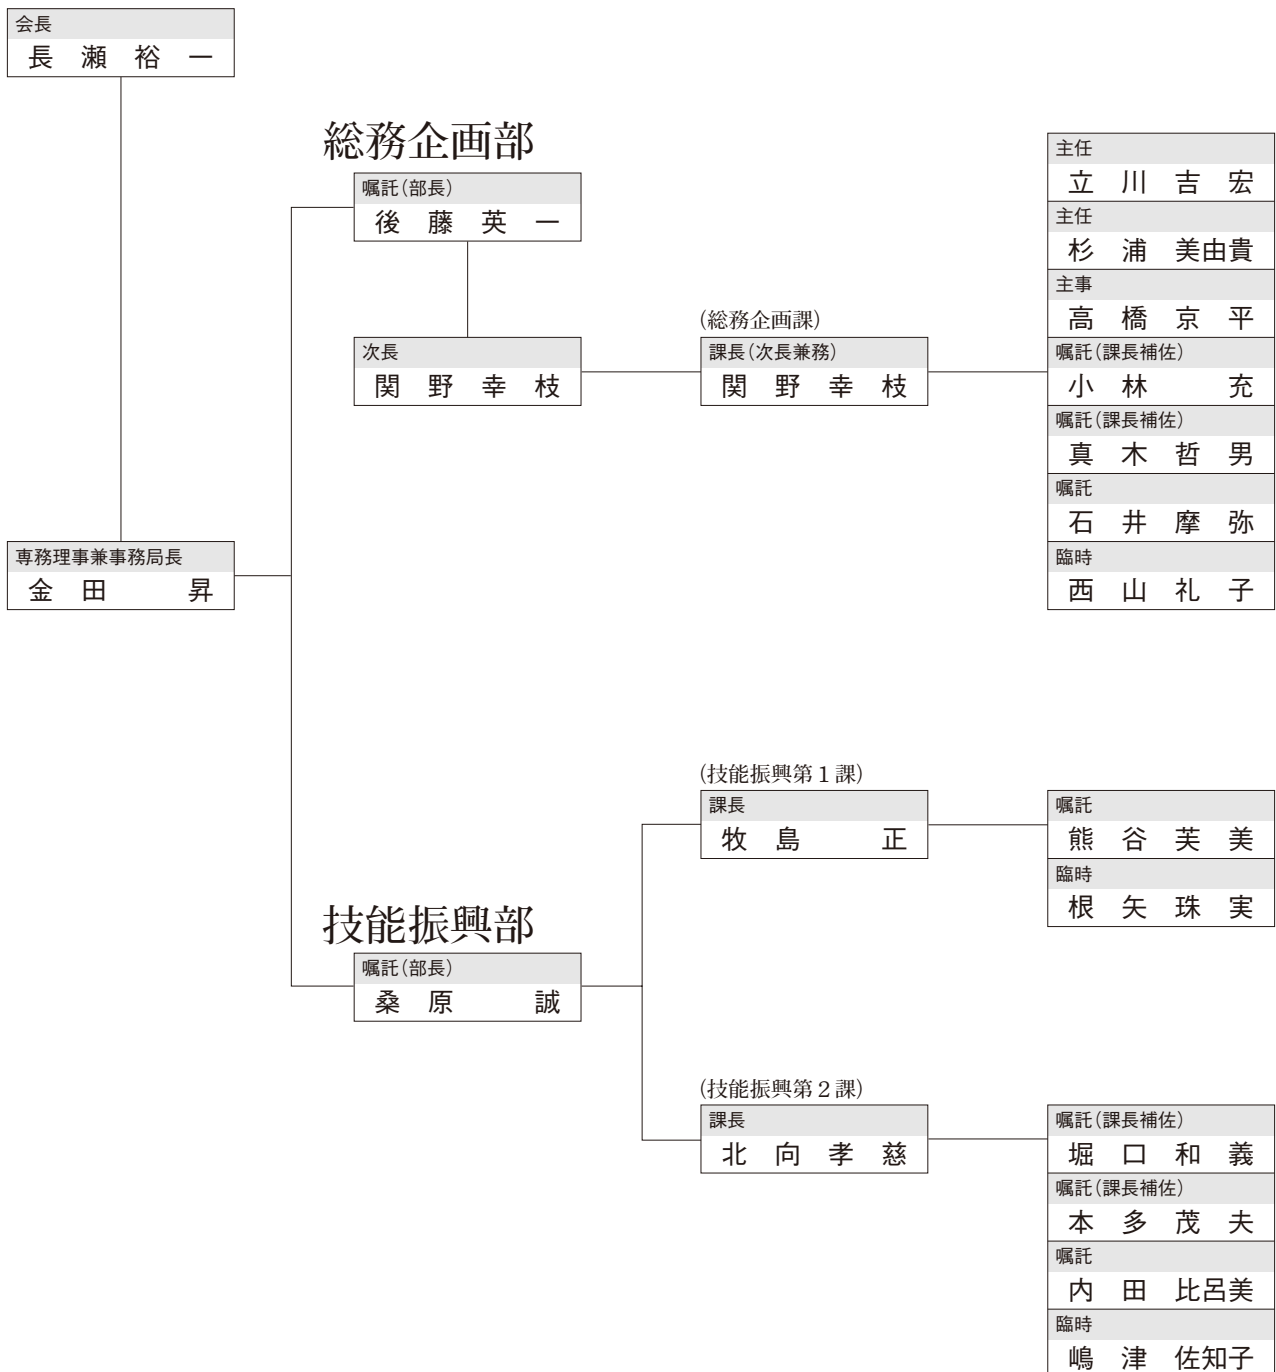 会長
長瀬裕一
専務理事兼事務局長
金田 昇
総務企画部
嘱託(部長)
後藤英一
次長
関野幸枝
(総務企画課)
課長(次長兼務)
関野幸枝
主任
立川吉宏
主任
杉浦美由貴
主事
高橋京平
嘱託(課長補佐)
小林 充
嘱託(課長補佐)
真木哲男
嘱託
石井摩弥
臨時
西山礼子
技能振興部
嘱託(部長)
桑原 誠
(技能振興第1課)
課長
牧島 正
嘱託
熊谷芙美
臨時
根矢珠実
(技能振興第2課)
課長
北向孝慈
嘱託(課長補佐)
堀口和義
嘱託(課長補佐)
本多茂夫
嘱託
内田比呂美
臨時
嶋津佐知子